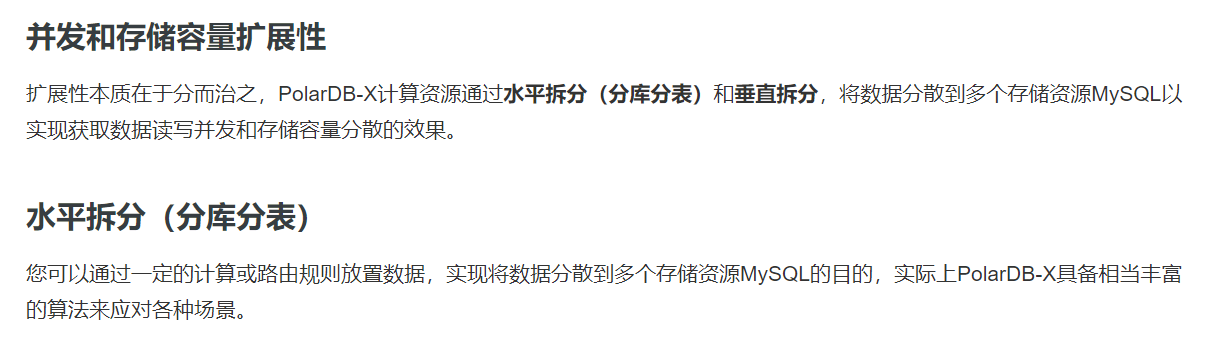 并发和存储容量扩展性
扩展性本质在于分而治之，PolarDB-X计算资源通过水平拆分（分库分表）和垂直拆分，将数据分散到多个存储资源MySQL以
实现获取数据读写并发和存储容量分散的效果。
水平拆分（分库分表）
您可以通过一定的计算或路由规则放置数据，实现将数据分散到多个存储资源MySQL的目的，实际上PolarDB-X具备相当丰富
的算法来应对各种场景。